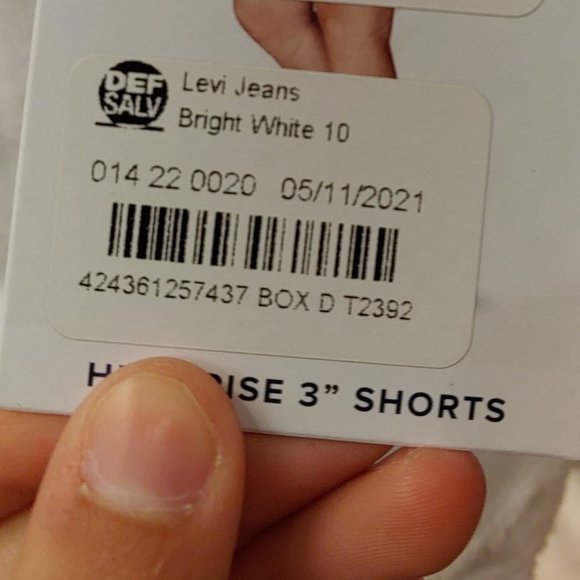 DEF
SALV
Levi Jeans
Bright White 10
014 22 0020 05/11/2021
424361257437 BOX D T2392
3” SHORTS